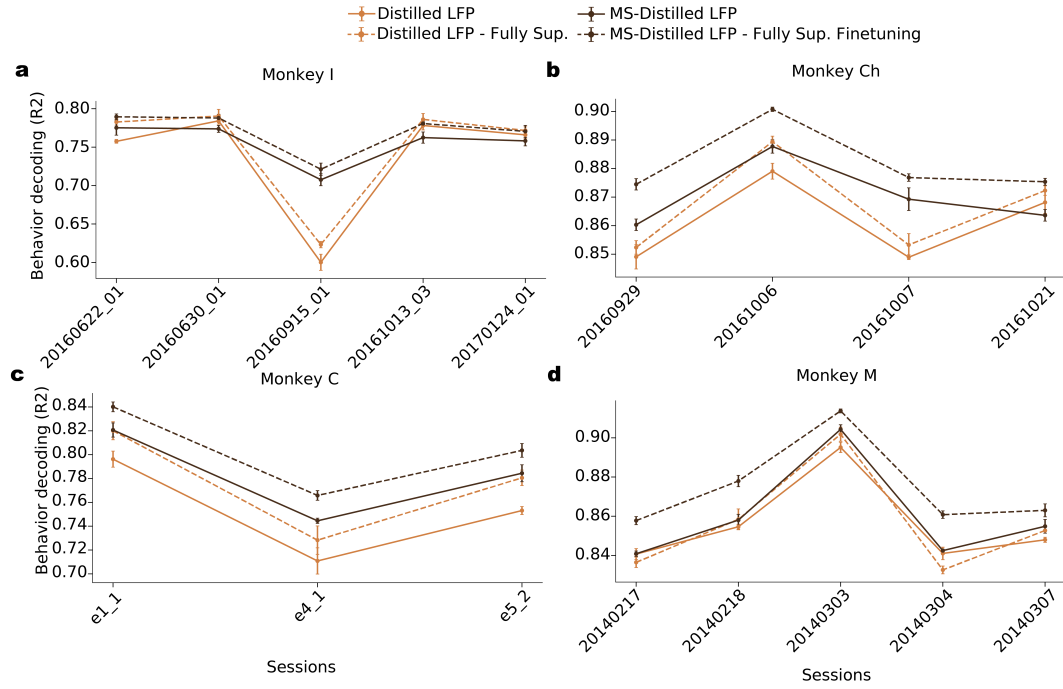 Distilled LFP
MS-Distilled LFP
Distilled LFP - Fully Sup.
MS-Distilled LFP - Fully Sup. Finetuning
a
Monkey I
Behavior decoding (R2)
0.80
0.75
0.70
0.65
0.60
20160622_01
20160630_01
20160915_01
20161013_03
20170124_01
b
Monkey Ch
0.90
0.89
0.88
0.87
0.86
0.85
20160929
20161006
20161007
20161021
c
Monkey C
Behavior decoding (R2)
0.84
0.82
0.80
0.78
0.76
0.74
0.72
0.70
e1_1
e4_1
e5_2
Sessions
d
Monkey M
0.90
0.88
0.86
0.84
20140217
20140218
20140303
20140304
20140307
Sessions